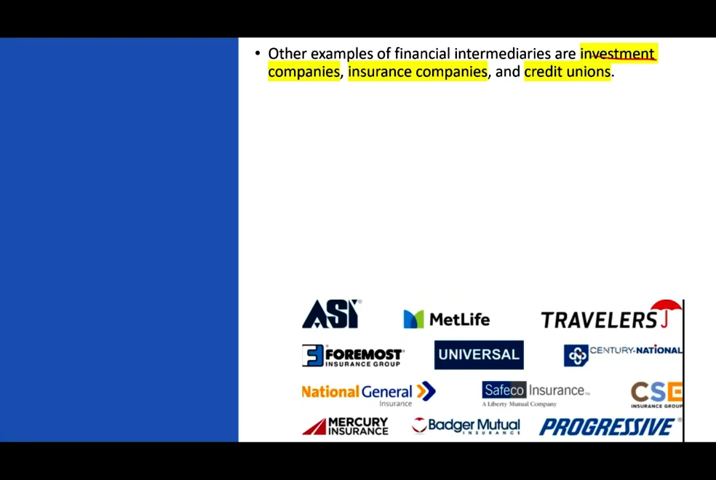 • Other examples of financial intermediaries are investment
companies, insurance companies, and credit unions.
ASI
MetLife
TRAVELERS
FOREMOST
INSURANCE GROUP
UNIVERSAL
CENTURY-NATIONAL
National General
Insurance
Safeco Insurance
A Liberty Mutual Company
CSE
INSURANCE GROUP
MERCURY
INSURANCE
Badger Mutual
INSURANCE
PROGRESSIVE